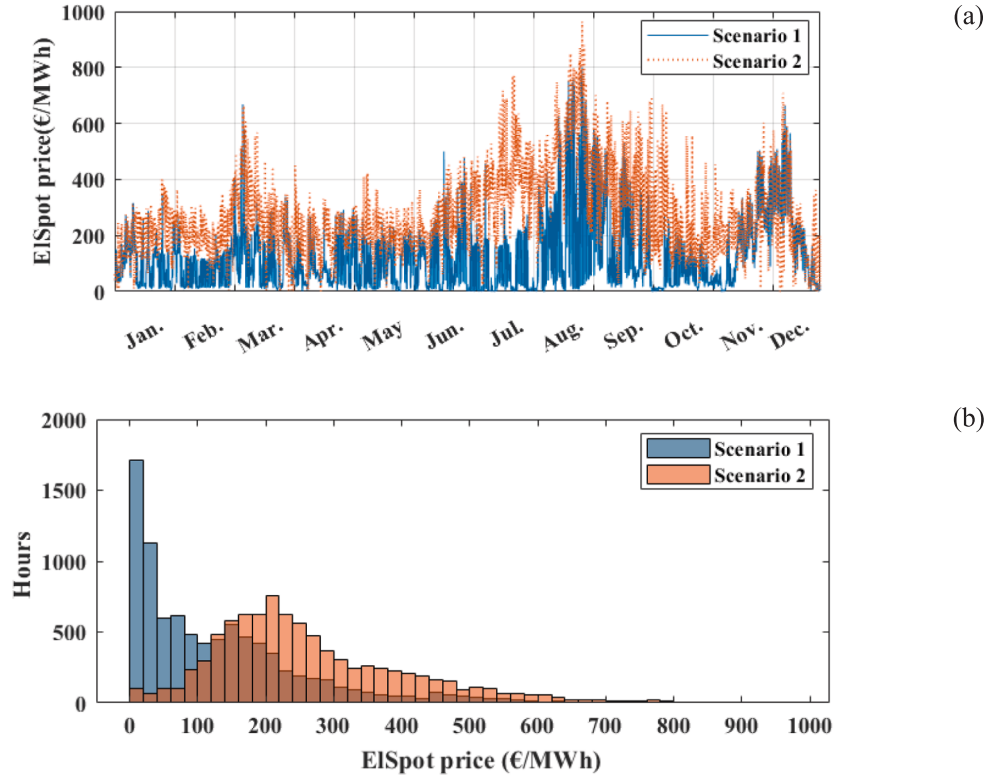 (a)
ElSpot price(€/MWh)
1000
800
600
400
200
0
Scenario 1
Scenario 2
Jan. Feb. Mar. Apr. May Jun. Jul. Aug. Sep. Oct. Nov. Dec.
(b)
Hours
2000
1500
1000
500
0
Scenario 1
Scenario 2
0 100 200 300 400 500 600 700 800 900 1000
ElSpot price (€/MWh)